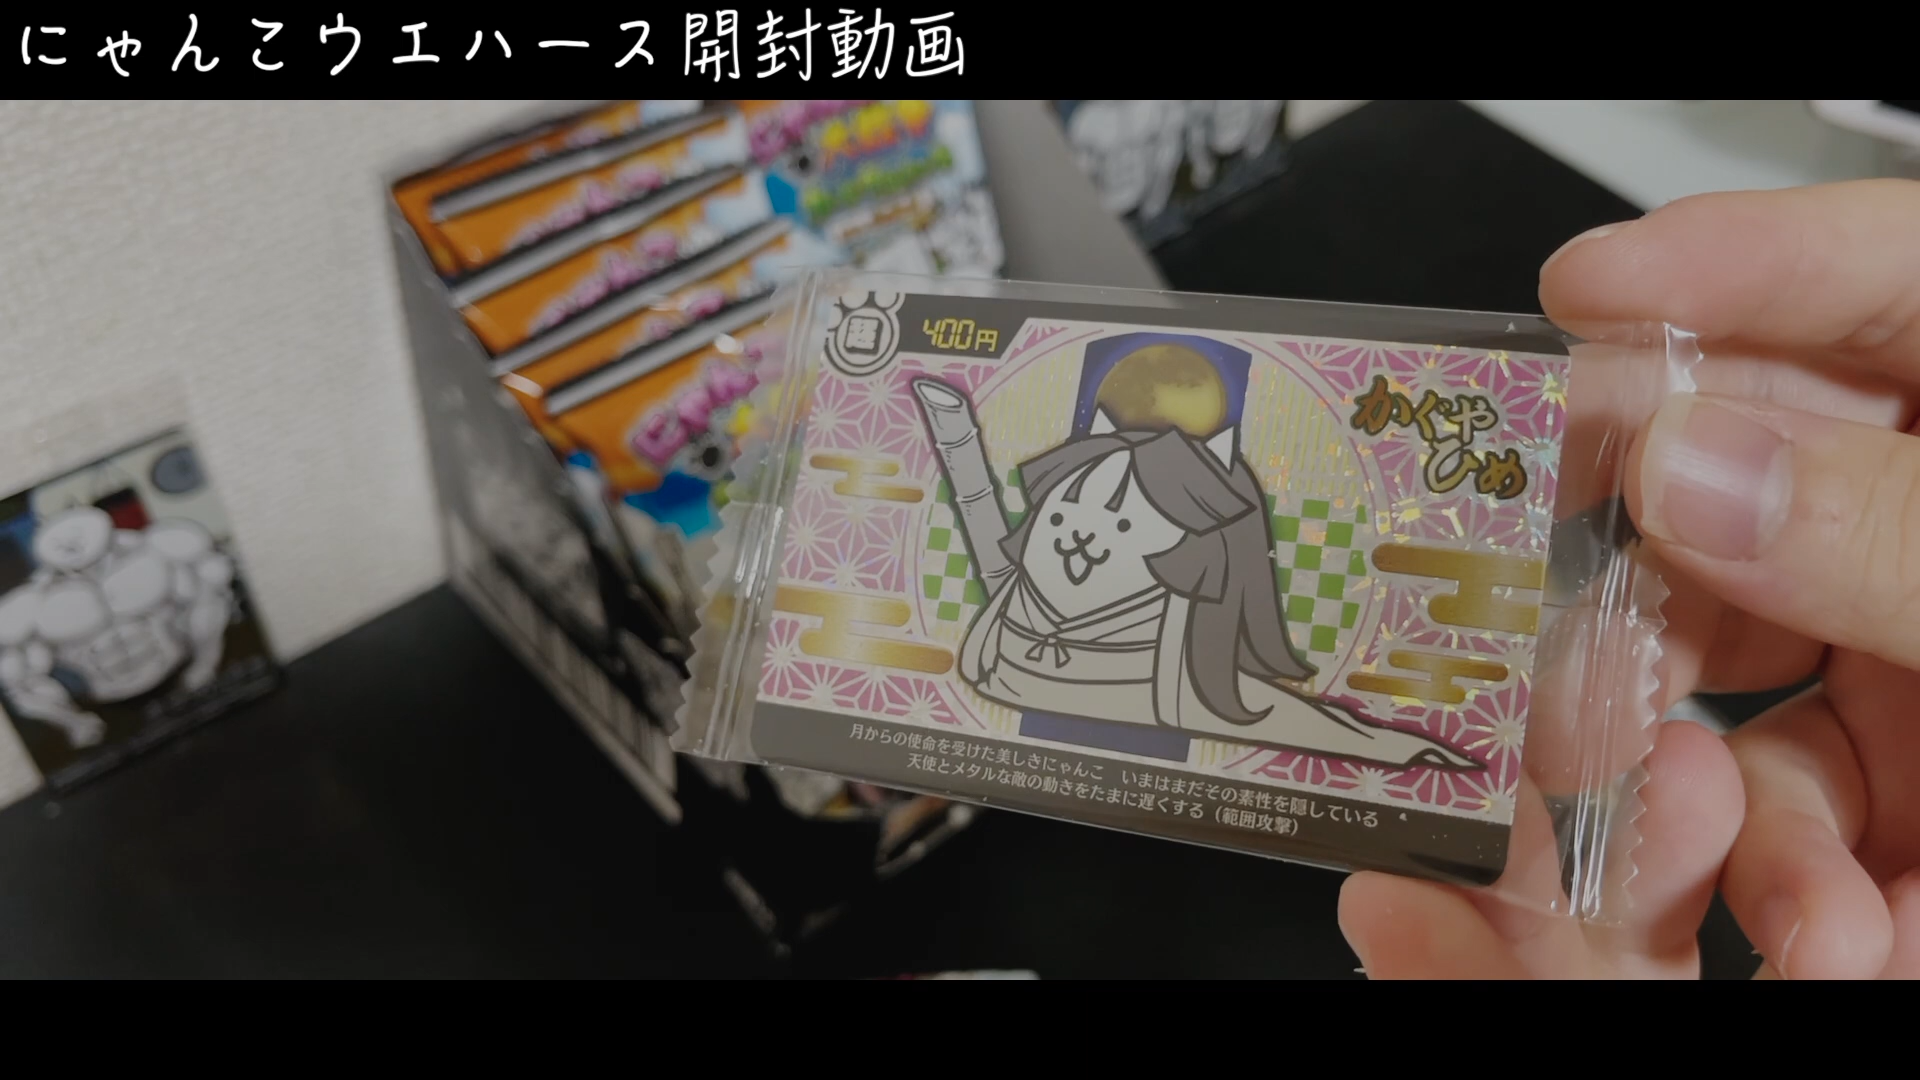 にゃんこウエハース開封動画
超
400円
かぐや
ひめ
月からの使命を受けた美しきにゃんこ いまはまだその素性を隠している
天使とメタルな敵の動きをたまに遅くする（範囲攻撃）
にゃん